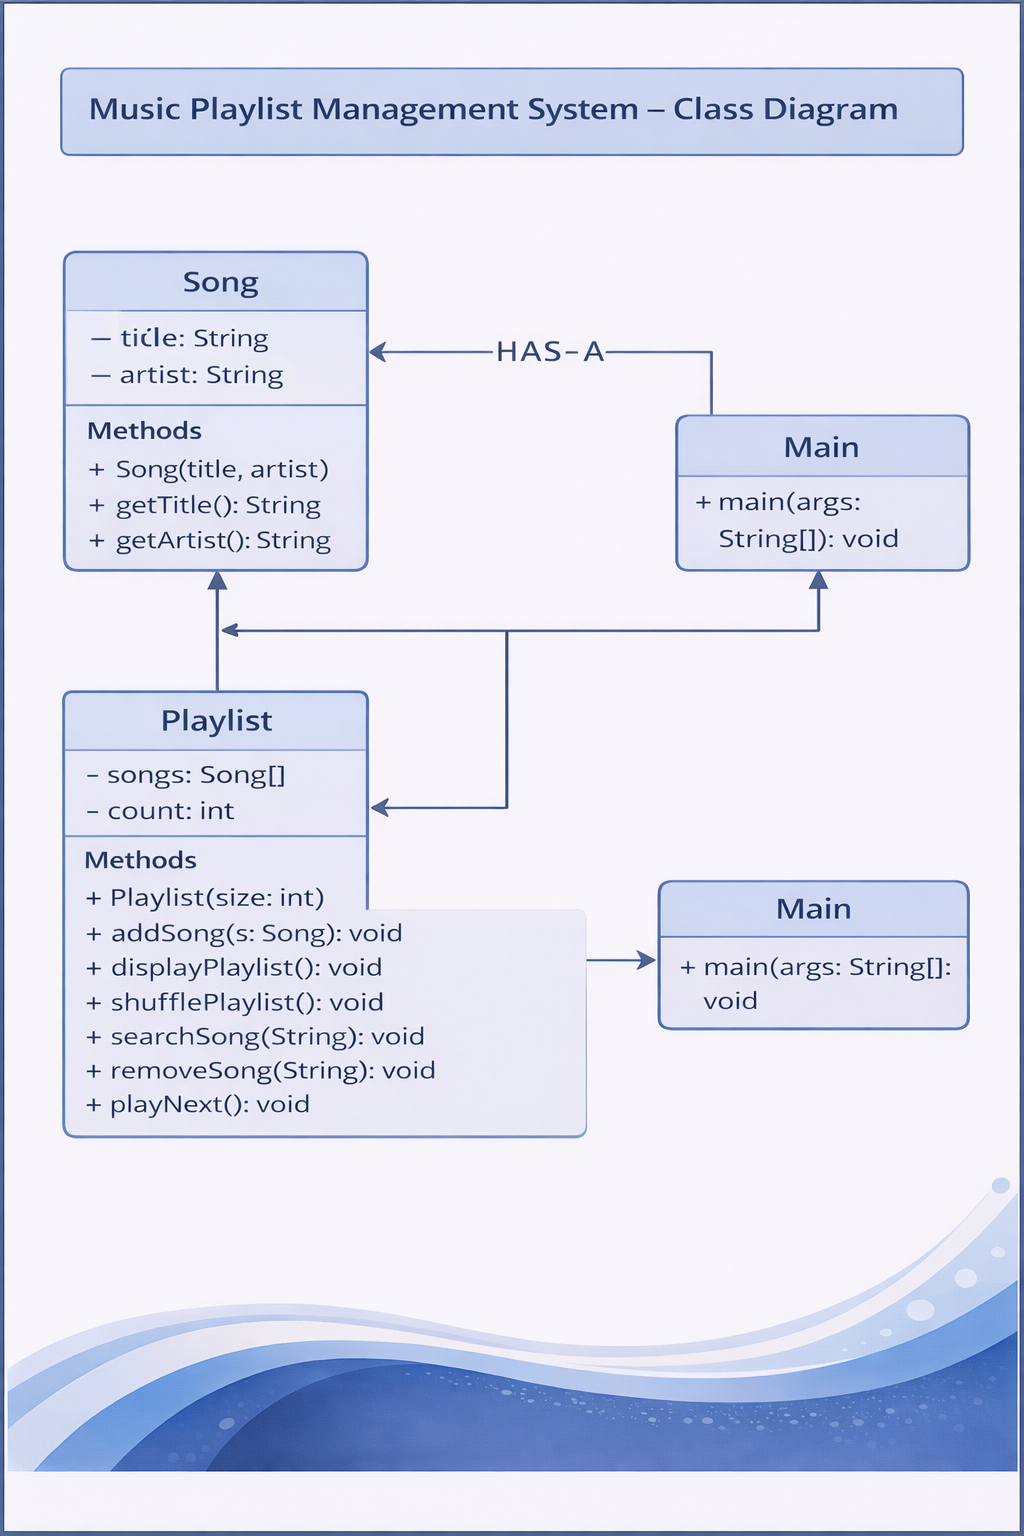 Music Playlist Management System – Class Diagram
Song
— title: String
— artist: String
Methods
+ Song(title, artist)
+ getTitle(): String
+ getArtist(): String
HAS–A
Main
+ main(args:
String[]): void
Playlist
– songs: Song[]
– count: int
Methods
+ Playlist(size: int)
+ addSong(s: Song): void
+ displayPlaylist(): void
+ shufflePlaylist(): void
+ searchSong(String): void
+ removeSong(String): void
+ playNext(): void
Main
+ main(args: String[]:
void